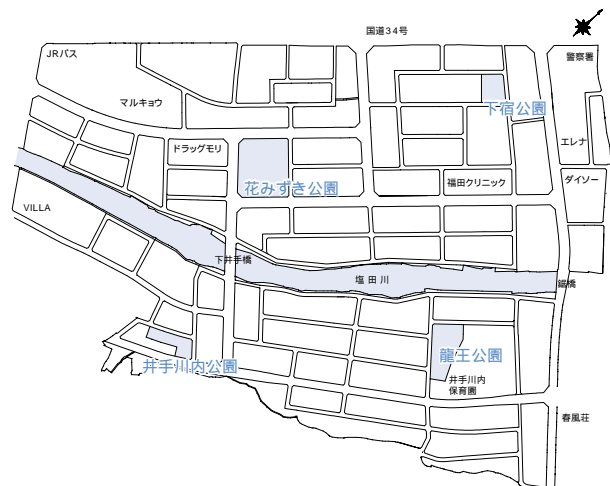 国道34号
JRバス
警察署
マルキョウ
下宿公園
ドラッグモリ
エレナ
花みずき公園
福田クリニック
ダイソー
VILLA
下井手橋
塩田川
鎦橋
井手川内公園
龍王公園
井手川内
保育園
春風荘